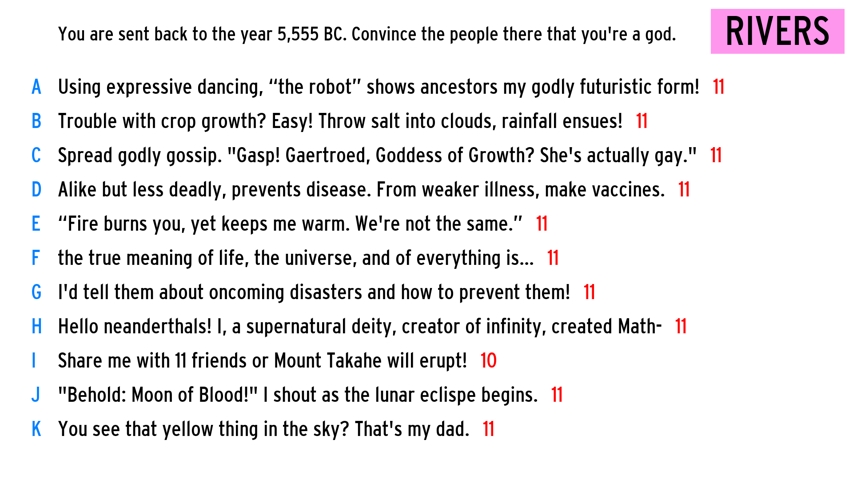 You are sent back to the year 5,555 BC. Convince the people there that you're a god.
RIVERS
A Using expressive dancing, “the robot” shows ancestors my godly futuristic form! 11
B Trouble with crop growth? Easy! Throw salt into clouds, rainfall ensues! 11
C Spread godly gossip. "Gasp! Gaertroed, Goddess of Growth? She's actually gay." 11
D Alike but less deadly, prevents disease. From weaker illness, make vaccines. 11
E “Fire burns you, yet keeps me warm. We're not the same.” 11
F the true meaning of life, the universe, and of everything is... 11
G I'd tell them about oncoming disasters and how to prevent them! 11
H Hello neanderthals! I, a supernatural deity, creator of infinity, created Math- 11
I Share me with 11 friends or Mount Takahe will erupt! 10
J "Behold: Moon of Blood!" I shout as the lunar eclispe begins. 11
K You see that yellow thing in the sky? That's my dad. 11